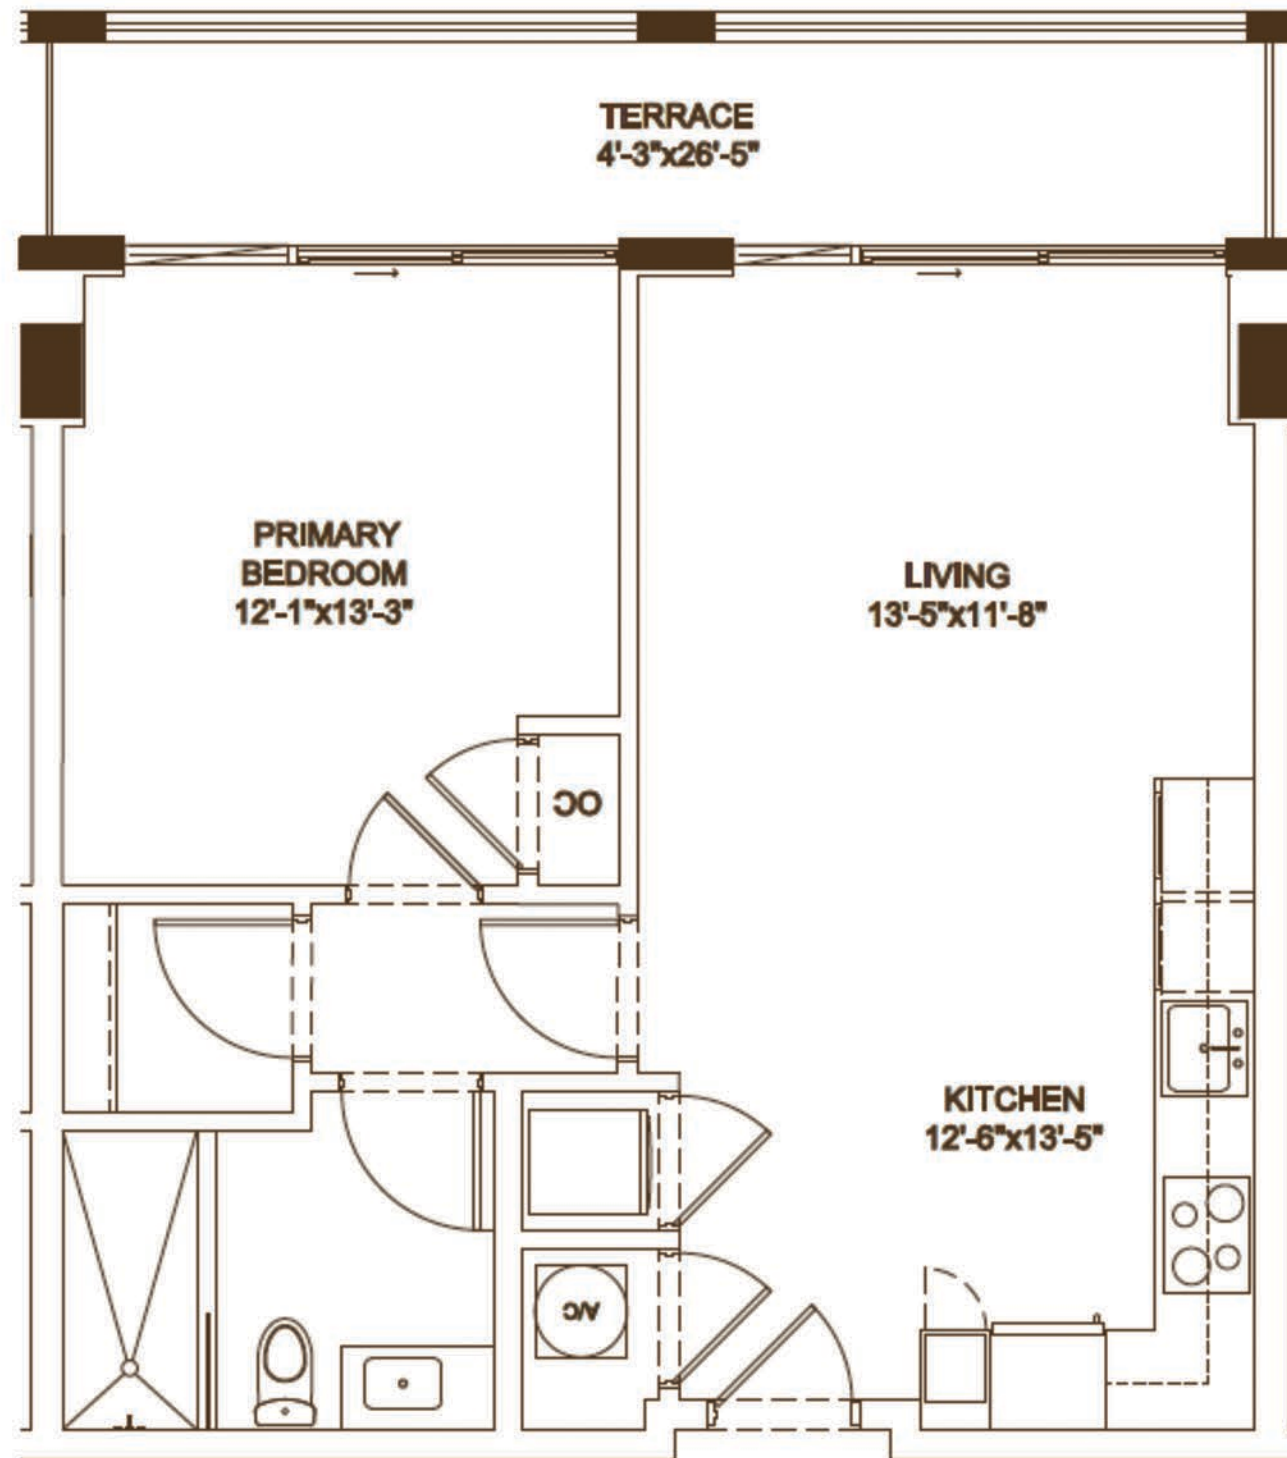 TERRACE
4'-3"x26'-5"
PRIMARY
BEDROOM
12'-1"x13'-3"
LIVING
13'-5"x11'-8"
OC
KITCHEN
12'-6"x13'-5"
A/C